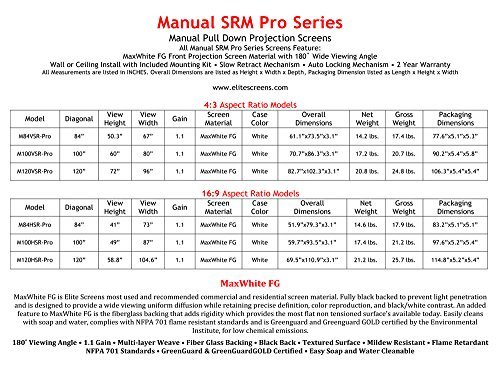 Manual SRM Pro Series
Manual Pull Down Projection Screens
All Manual SRM Pro Series Screens Feature:
MaxWhite FG Front Projection Screen Material with 180˚ Wide Viewing Angle
Wall or Ceiling Install with Included Mounting Kit • Slow Retract Mechanism • Auto Locking Mechanism • 2 Year Warranty
All Measurements are listed in INCHES. Overall Dimensions are listed as Height x Width x Depth, Packaging Dimension listed as Length x Height x Width
www.elitescreens.com
4:3 Aspect Ratio Models
Model Diagonal View Height View Width Gain Screen Material Case Color Overall Dimensions Net Weight Gross Weight Packaging Dimensions
M84VSR-Pro 84" 50.3" 67" 1.1 MaxWhite FG White 61.1"x73.5"x3.1" 14.2 lbs. 17.4 lbs. 77.6"x5.1"x5.3"
M100VSR-Pro 100" 60" 80" 1.1 MaxWhite FG White 70.7"x86.3"x3.1" 17.2 lbs. 20.7 lbs. 90.2"x5.4"x5.8"
M120VSR-Pro 120" 72" 96" 1.1 MaxWhite FG White 82.7"x102.3"x3.1" 20.8 lbs. 24.8 lbs. 106.3"x5.4"x5.4"
16:9 Aspect Ratio Models
Model Diagonal View Height View Width Gain Screen Material Case Color Overall Dimensions Net Weight Gross Weight Packaging Dimensions
M84HSR-Pro 84" 41" 73" 1.1 MaxWhite FG White 51.9"x79.3"x3.1" 14.6 lbs. 17.9 lbs. 83.2"x5.1"x5.1"
M100HSR-Pro 100" 49" 87" 1.1 MaxWhite FG White 59.7"x93.5"x3.1" 17.4 lbs. 21.2 lbs. 97.6"x5.2"x5.4"
M120HSR-Pro 120" 58.8" 104.6" 1.1 MaxWhite FG White 69.5"x110.9"x3.1" 21.2 lbs. 25.7 lbs. 114.8"x5.2"x5.4"
MaxWhite FG
MaxWhite FG is Elite Screens most used and recommended commercial and residential screen material. Fully black backed to prevent light penetration
and is designed to provide a wide viewing uniform diffusion while retaining precise definition, color reproduction, and black/white contrast. An added
feature to MaxWhite FG is the fiberglass backing that adds rigidity which provides the most flat non tensioned surface's available today. Easily cleans
with soap and water, complies with NFPA 701 flame resistant standards and is Greenguard and Greenguard GOLD certified by the Environmental
Institute, for low chemical emissions.
180˚ Viewing Angle • 1.1 Gain • Multi-layer Weave • Fiber Glass Backing • Black Back • Textured Surface • Mildew Resistant • Flame Retardant
NFPA 701 Standards • GreenGuard & GreenGuardGOLD Certified • Easy Soap and Water Cleanable